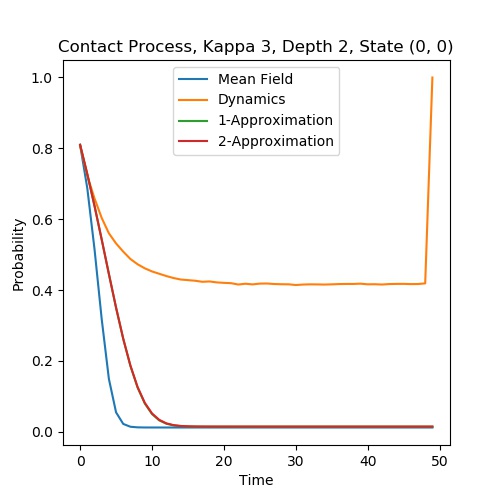 Contact Process, Kappa 3, Depth 2, State (0, 0)
Mean Field
Dynamics
1-Approximation
2-Approximation
1.0
0.8
0.6
0.4
0.2
0.0
Probability
0 10 20 30 40 50
Time